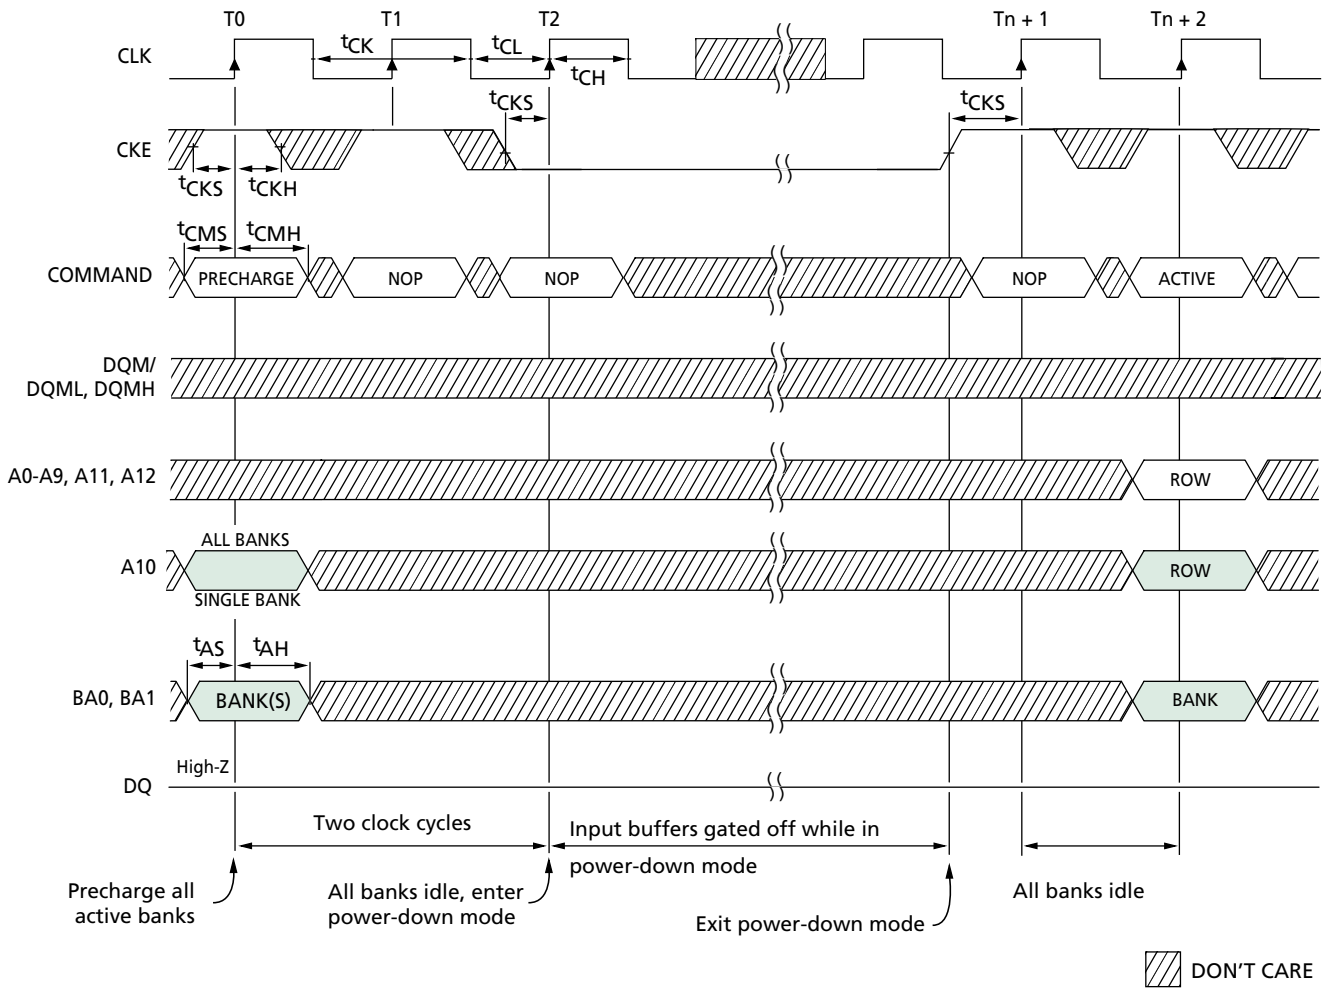 T0
T1
T2
Tn + 1
Tn + 2
CLK
tCK
tCL
tCH
tCKS
tCKS
CKE
tCKS
tCKH
tCMS
tCMH
COMMAND
PRECHARGE
NOP
NOP
NOP
ACTIVE
DQM/
DQML, DQMH
A0-A9, A11, A12
ROW
ALL BANKS
A10
ROW
SINGLE BANK
tAS
tAH
BA0, BA1
BANK(S)
BANK
High-Z
DQ
Two clock cycles
Input buffers gated off while in
power-down mode
Precharge all
active banks
All banks idle, enter
power-down mode
Exit power-down mode
All banks idle
DON'T CARE